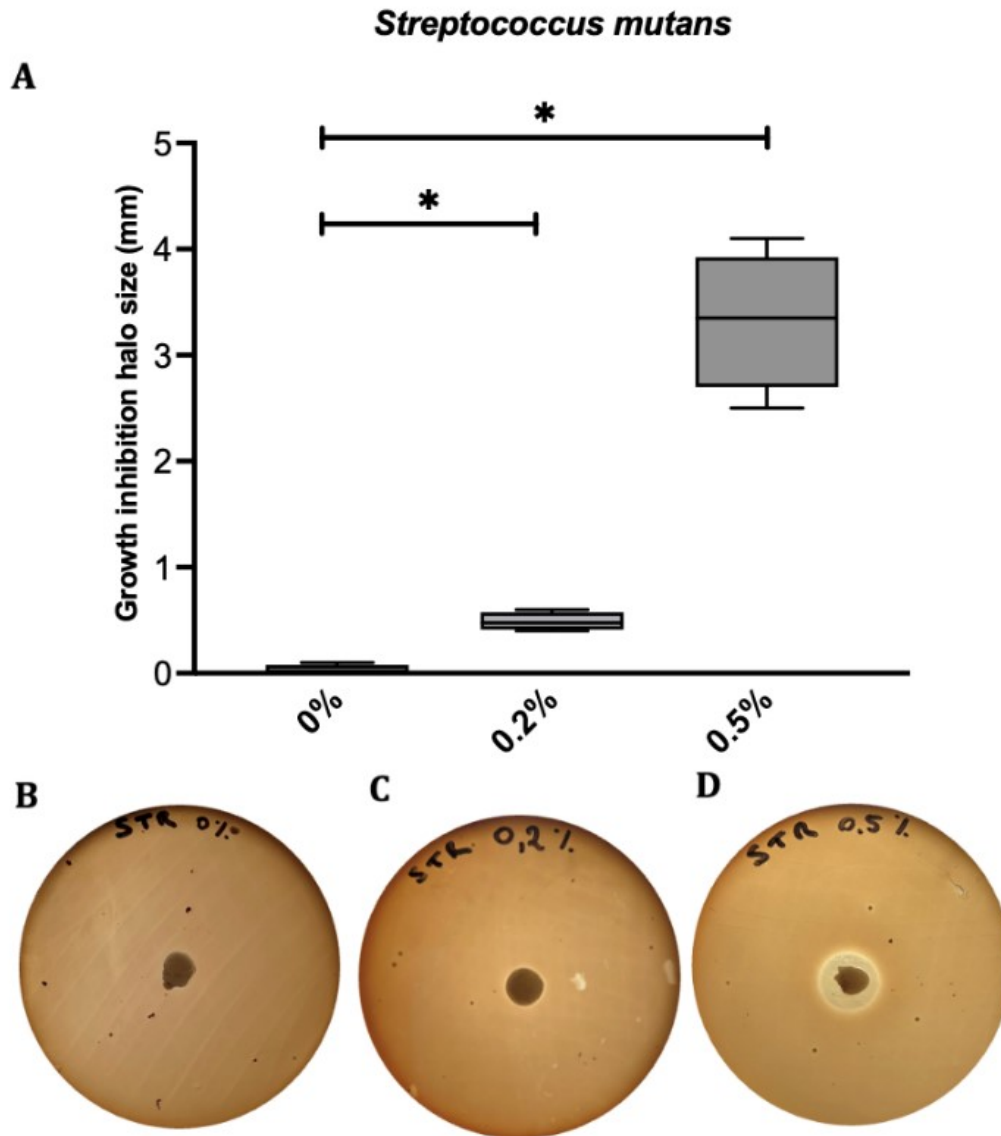 Streptococcus mutans
A
*
*
Growth inhibition halo size (mm)
5
4
3
2
1
0
0%
0.2%
0.5%
B
C
D
STR 0%
STR 0,2%
STR 0.5%